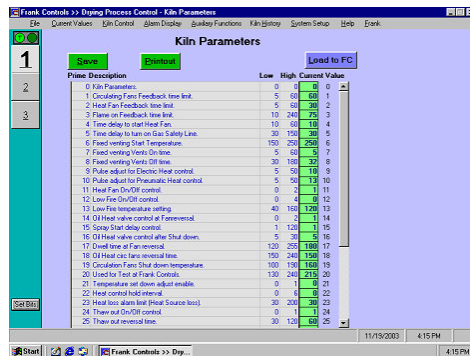 Frank Controls >> Drying Process Control - Kiln Parameters
File Current Values Kiln Control Alarm Display Auxiliary Functions Kiln History System Setup Help Frank
Kiln Parameters
Save Printout Load to FC
1
2
3
Prime Description Low High Current Value
0 Kiln Parameters. 0 0 0 0
1 Circulating Fans Feedback time limit. 5 60 60 1
2 Heat Fan Feedback time limit. 5 60 30 2
3 Flame on Feedback time limit. 10 240 75 3
4 Time delay to start Heat Fan. 10 60 10 4
5 Time delay to turn on Gas Safety Line. 30 150 30 5
6 Fixed venting Start Temperature. 150 250 250 6
7 Fixed venting Vents On time. 5 60 5 7
8 Fixed venting Vents Off time. 30 180 32 8
9 Pulse adjust for Electric Heat control. 5 50 10 9
10 Pulse adjust for Pneumatic Heat control. 5 50 13 10
11 Heat Fan On/Off control. 0 2 1 11
12 Low Fire On/Off control. 0 4 0 12
13 Low Fire temperature setting. 40 160 120 13
14 Oil Heat valve control at Fanreversal. 0 2 1 14
15 Spray Start delay control. 1 120 1 15
16 Oil Heat valve control after Shut down. 5 30 5 16
17 Dwell time at Fan reversal. 120 255 180 17
18 Oil Heat circ fans reversal time. 150 240 150 18
19 Circulation Fans Shut down temperature. 100 190 160 19
20 Used for Test at Frank Controls. 130 240 215 20
21 Temperature set down adjust enable. 0 1 0 21
22 Heat control hold interval. 0 6 0 22
23 Heat loss alarm limit (Heat Source loss). 30 200 30 23
24 Thaw out On/Off control. 0 1 1 24
25 Thaw out reversal time. 30 120 60 25
Set Bits
11/19/2003 4:15 PM
Start Frank Controls >> Dry... 4:15 PM